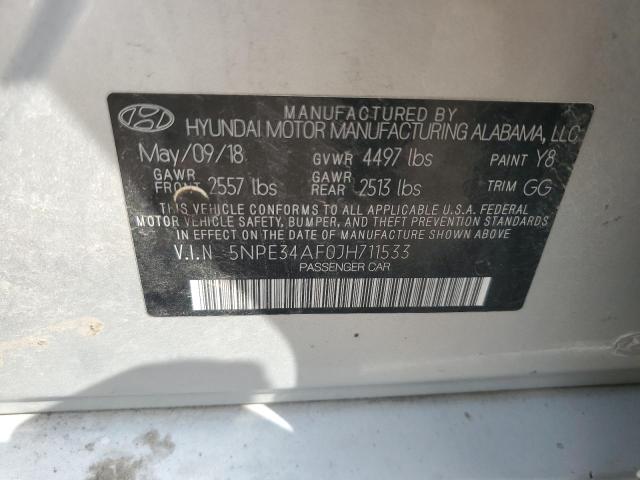 MANUFACTURED BY
HYUNDAI MOTOR MANUFACTURING ALABAMA, LLC
May/09/18 GVWR 4497 lbs PAINT Y8
GAWR FRONT 2557 lbs GAWR REAR 2513 lbs TRIM GG
THIS VEHICLE CONFORMS TO ALL APPLICABLE U.S.A. FEDERAL
MOTOR VEHICLE SAFETY, BUMPER, AND THEFT PREVENTION STANDARDS
IN EFFECT ON THE DATE OF MANUFACTURE SHOWN ABOVE.
V.I.N 5NPE34AF0JH711533
PASSENGER CAR